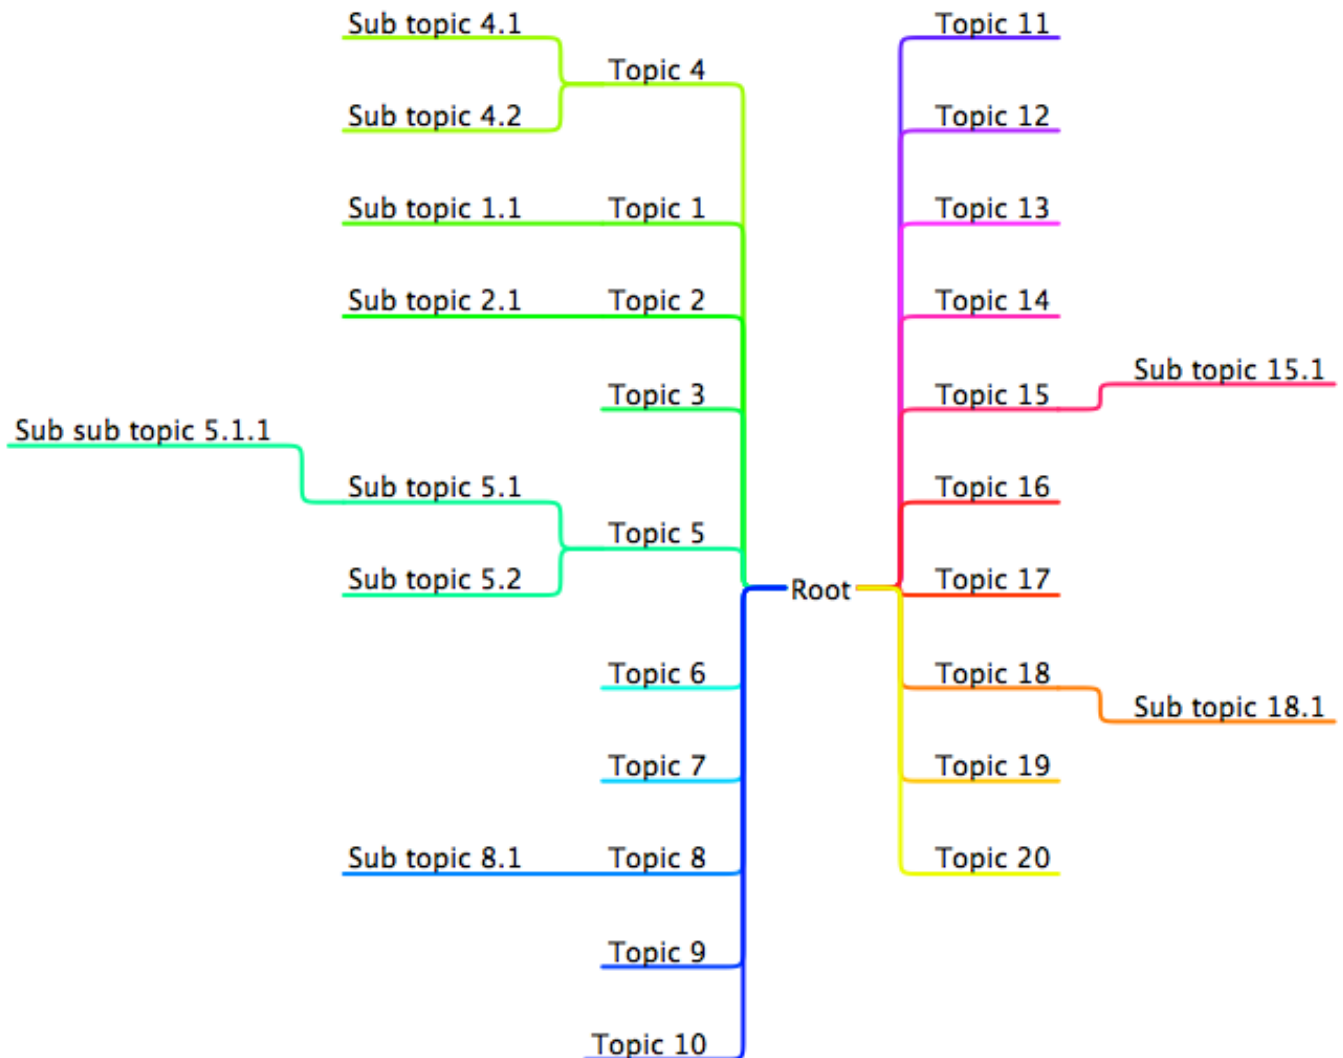 Sub topic 4.1
Topic 4
Sub topic 4.2
Sub topic 1.1
Topic 1
Sub topic 2.1
Topic 2
Topic 3
Sub sub topic 5.1.1
Sub topic 5.1
Topic 5
Sub topic 5.2
Topic 6
Topic 7
Sub topic 8.1
Topic 8
Topic 9
Topic 10
Root
Topic 11
Topic 12
Topic 13
Topic 14
Topic 15
Sub topic 15.1
Topic 16
Topic 17
Topic 18
Sub topic 18.1
Topic 19
Topic 20